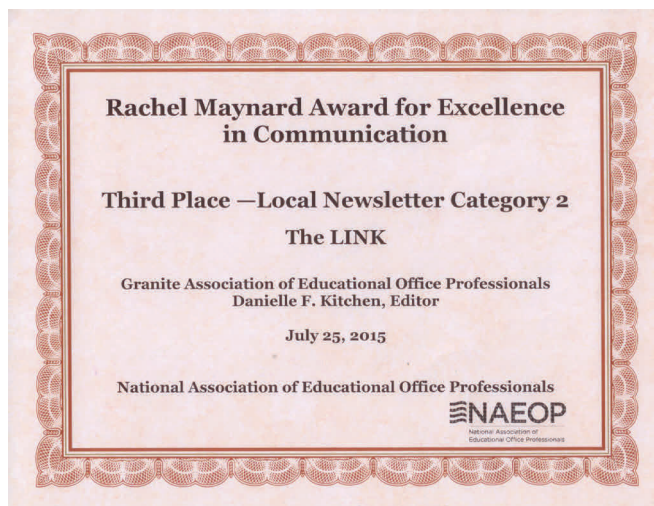 Rachel Maynard Award for Excellence
in Communication
Third Place —Local Newsletter Category 2
The LINK
Granite Association of Educational Office Professionals
Danielle F. Kitchen, Editor
July 25, 2015
National Association of Educational Office Professionals
NAEOP
National Association of
Educational Office Professionals